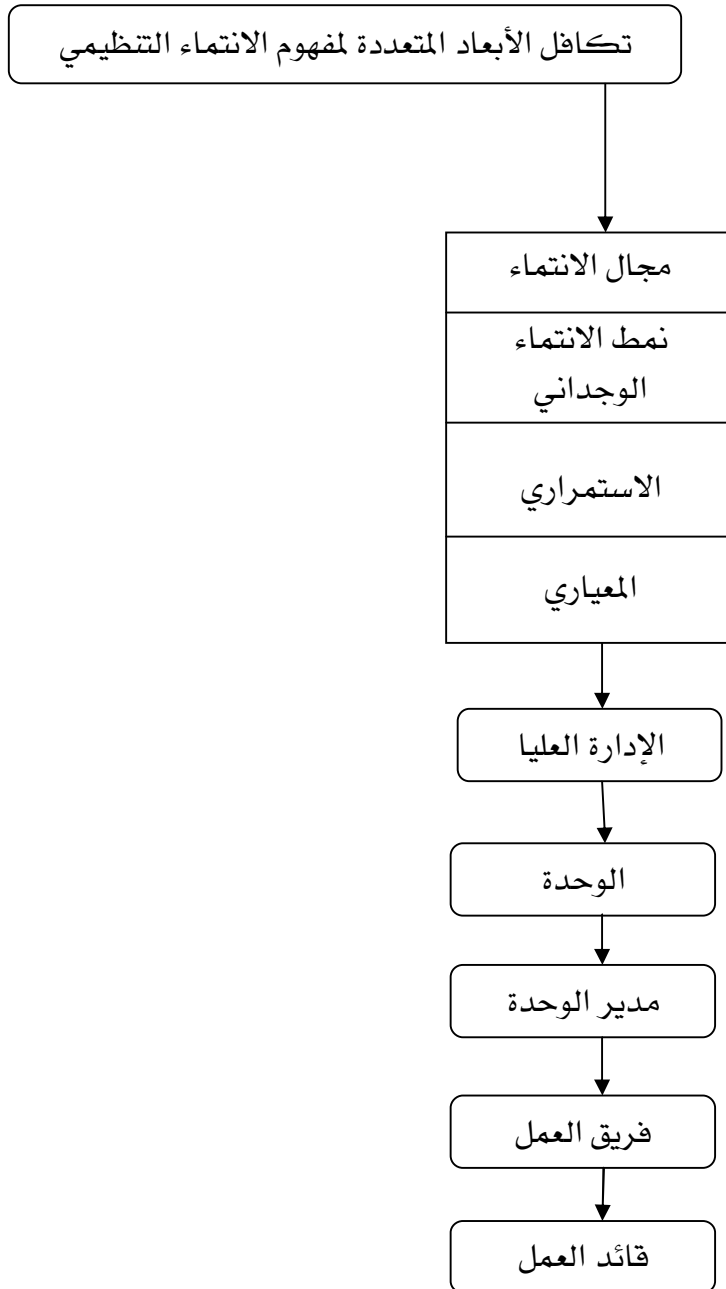 تكافل الأبعاد المتعددة لمفهوم الانتماء التنظيمي
مجال الانتماء
نمط الانتماء
الوجداني
الاستمراري
المعياري
الإدارة العليا
الوحدة
مدير الوحدة
فريق العمل
قائد العمل